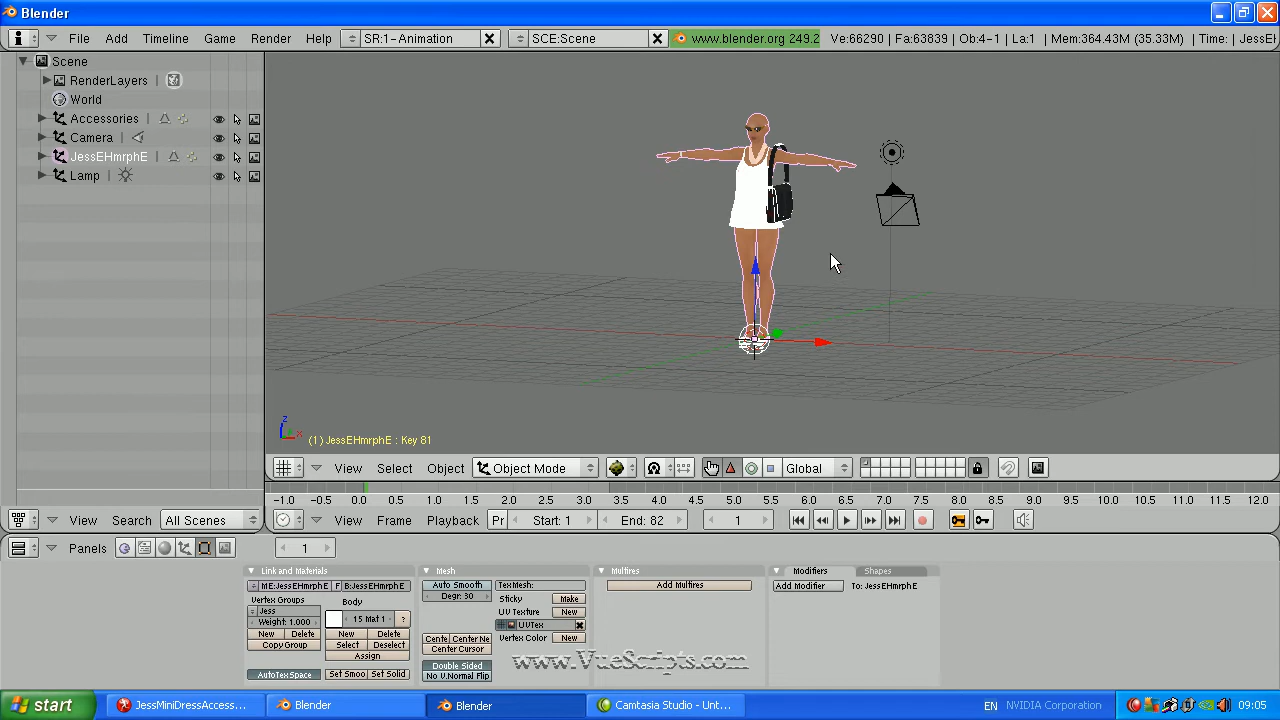 Blender
File Add Timeline Game Render Help SR:1-Animation SCE:Scene www.blender.org 249.2 Ve:66290 | Fa:63839 | Ob:4-1 | La:1 | Mem:364.43M (35.33M) | Time: | JessEH
Scene
RenderLayers
World
Accessories
Camera
JessEHmrphE
Lamp
z
x
(1) JessEHmrphE : Key 81
View Select Object Object Mode Global
-1.0 -0.5 0.0 0.5 1.0 1.5 2.0 2.5 3.0 3.5 4.0 4.5 5.0 5.5 6.0 6.5 7.0 7.5 8.0 8.5 9.0 9.5 10.0 10.5 11.0 11.5 12.0
View Search All Scenes
View Frame Playback Pr Start: 1 End: 82 1
Panels 1
Link and Materials
ME:JessEHmrphE F B:JessEHmrphE
Vertex Groups
Jess
Weight: 1.000
New Delete
Copy Group
AutoTexSpace
Body
15 Mat 1 ?
New Delete
Select Deselect
Assign
Set Smoo Set Solid
Mesh
Auto Smooth
Degr: 30
Cente Center Ne
Center Cursor
Double Sided
No V.Normal Flip
TexMesh:
Sticky Make
UV Texture New
UVTex
Vertex Color New
Multires
Add Multires
Modifiers Shapes
Add Modifier To: JessEHmrphE
www.VueScripts.com
start JessMiniDressAccess... Blender Blender Camtasia Studio - Unt... EN NVIDIA Corporation 09:05